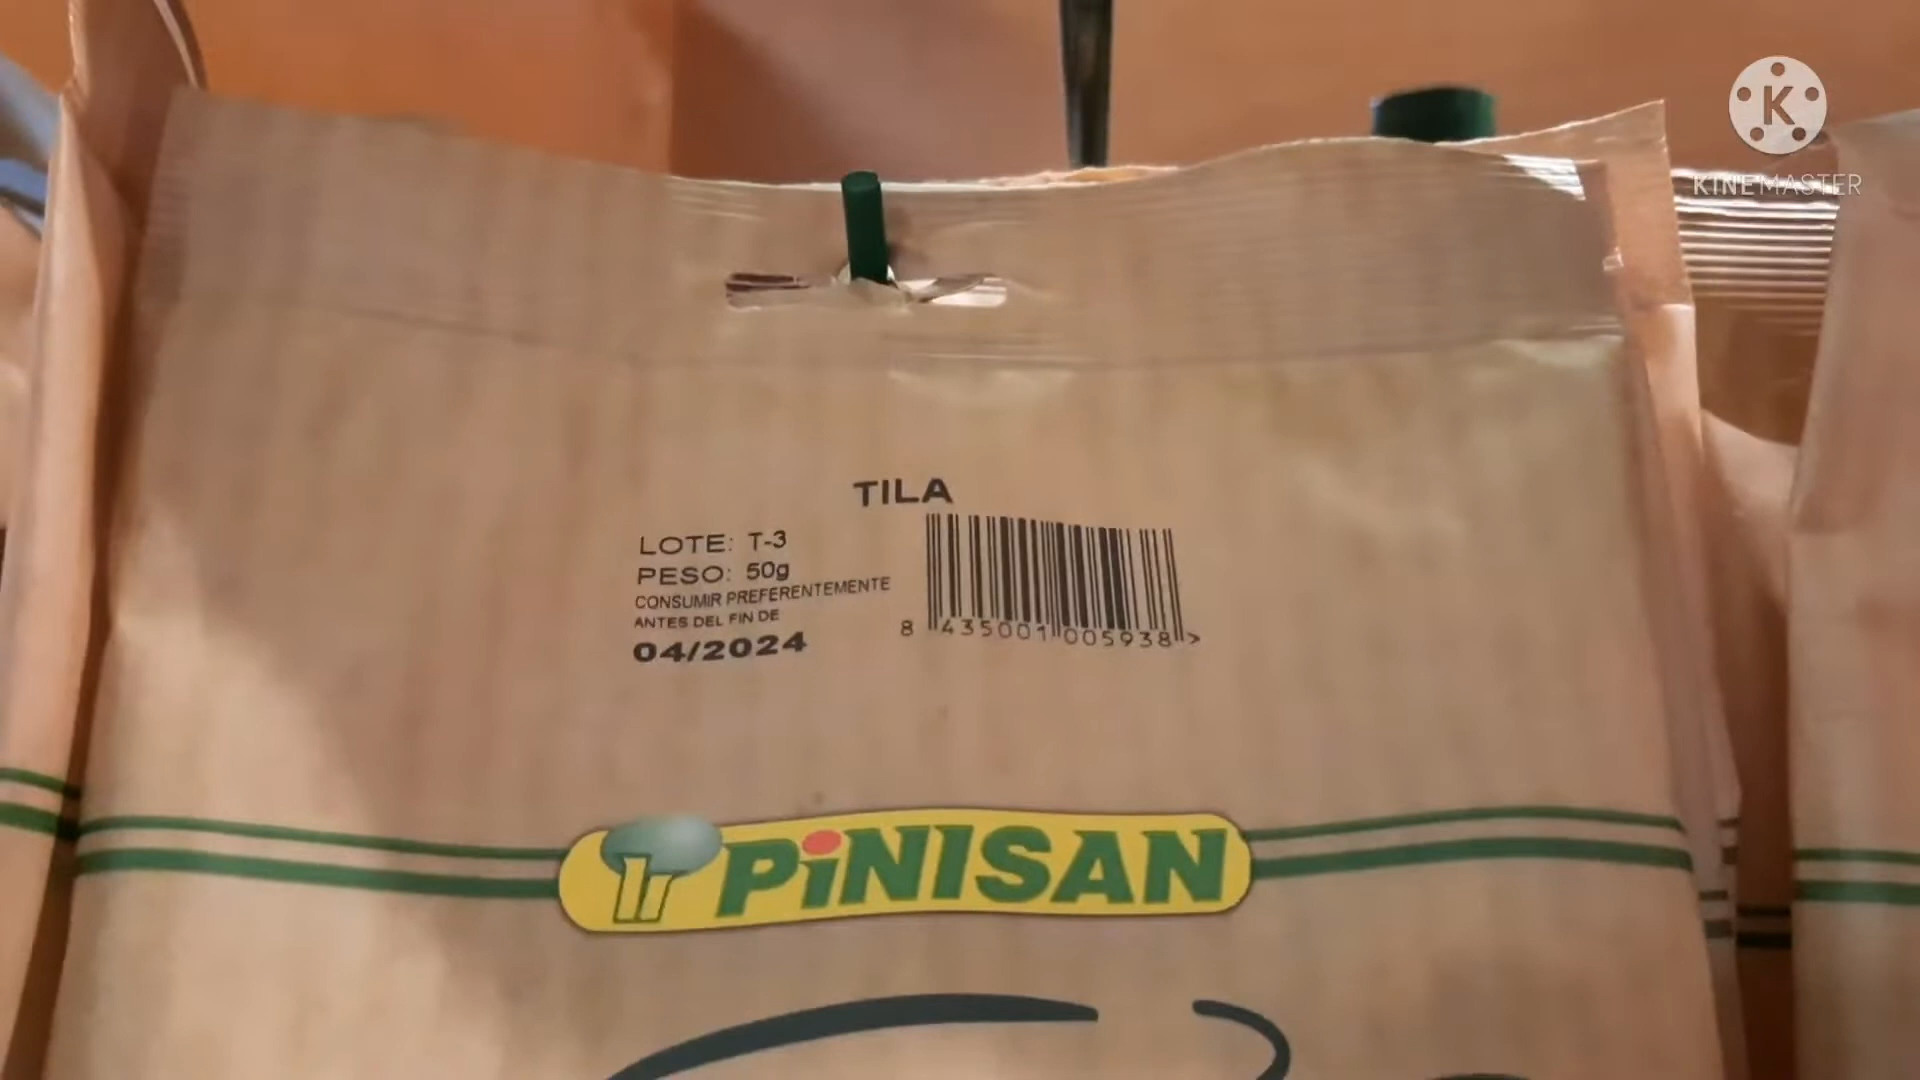 KINEMASTER
TILA
LOTE: T-3
PESO: 50g
CONSUMIR PREFERENTEMENTE
ANTES DEL FIN DE
04/2024
8 435001 005938 >
PiNISAN